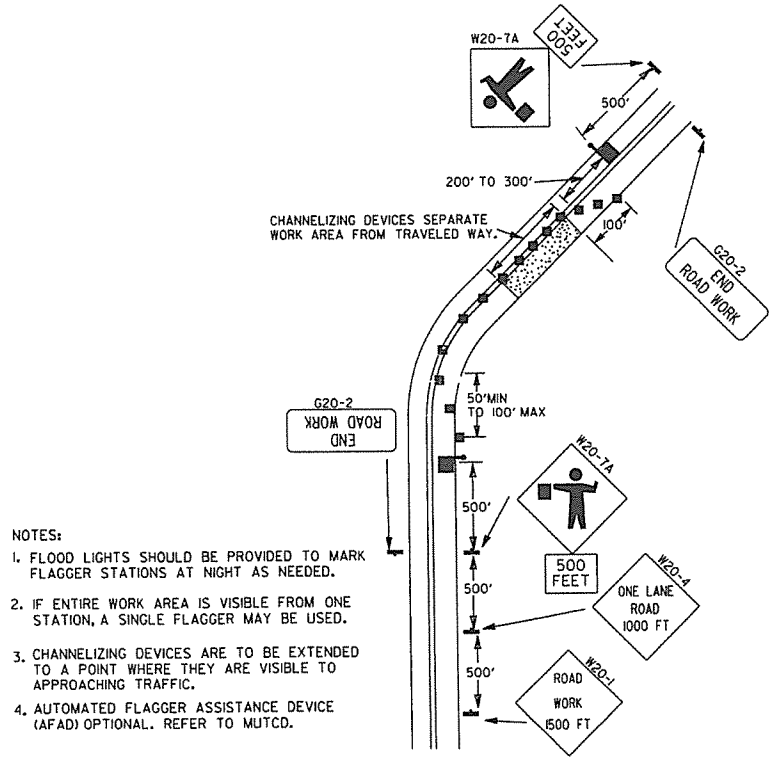 W20-7A
500
FEET
500'
200' TO 300'
CHANNELIZING DEVICES SEPARATE
WORK AREA FROM TRAVELED WAY.
100'
G20-2
END
ROAD WORK
G20-2
END
ROAD WORK
50'MIN
TO 100' MAX
W20-7A
500'
500
FEET
500'
W20-4
ONE LANE
ROAD
1000 FT
500'
W20-1
ROAD
WORK
1500 FT
NOTES:
1. FLOOD LIGHTS SHOULD BE PROVIDED TO MARK
FLAGGER STATIONS AT NIGHT AS NEEDED.
2. IF ENTIRE WORK AREA IS VISIBLE FROM ONE
STATION, A SINGLE FLAGGER MAY BE USED.
3. CHANNELIZING DEVICES ARE TO BE EXTENDED
TO A POINT WHERE THEY ARE VISIBLE TO
APPROACHING TRAFFIC.
4. AUTOMATED FLAGGER ASSISTANCE DEVICE
(AFAD) OPTIONAL. REFER TO MUTCD.